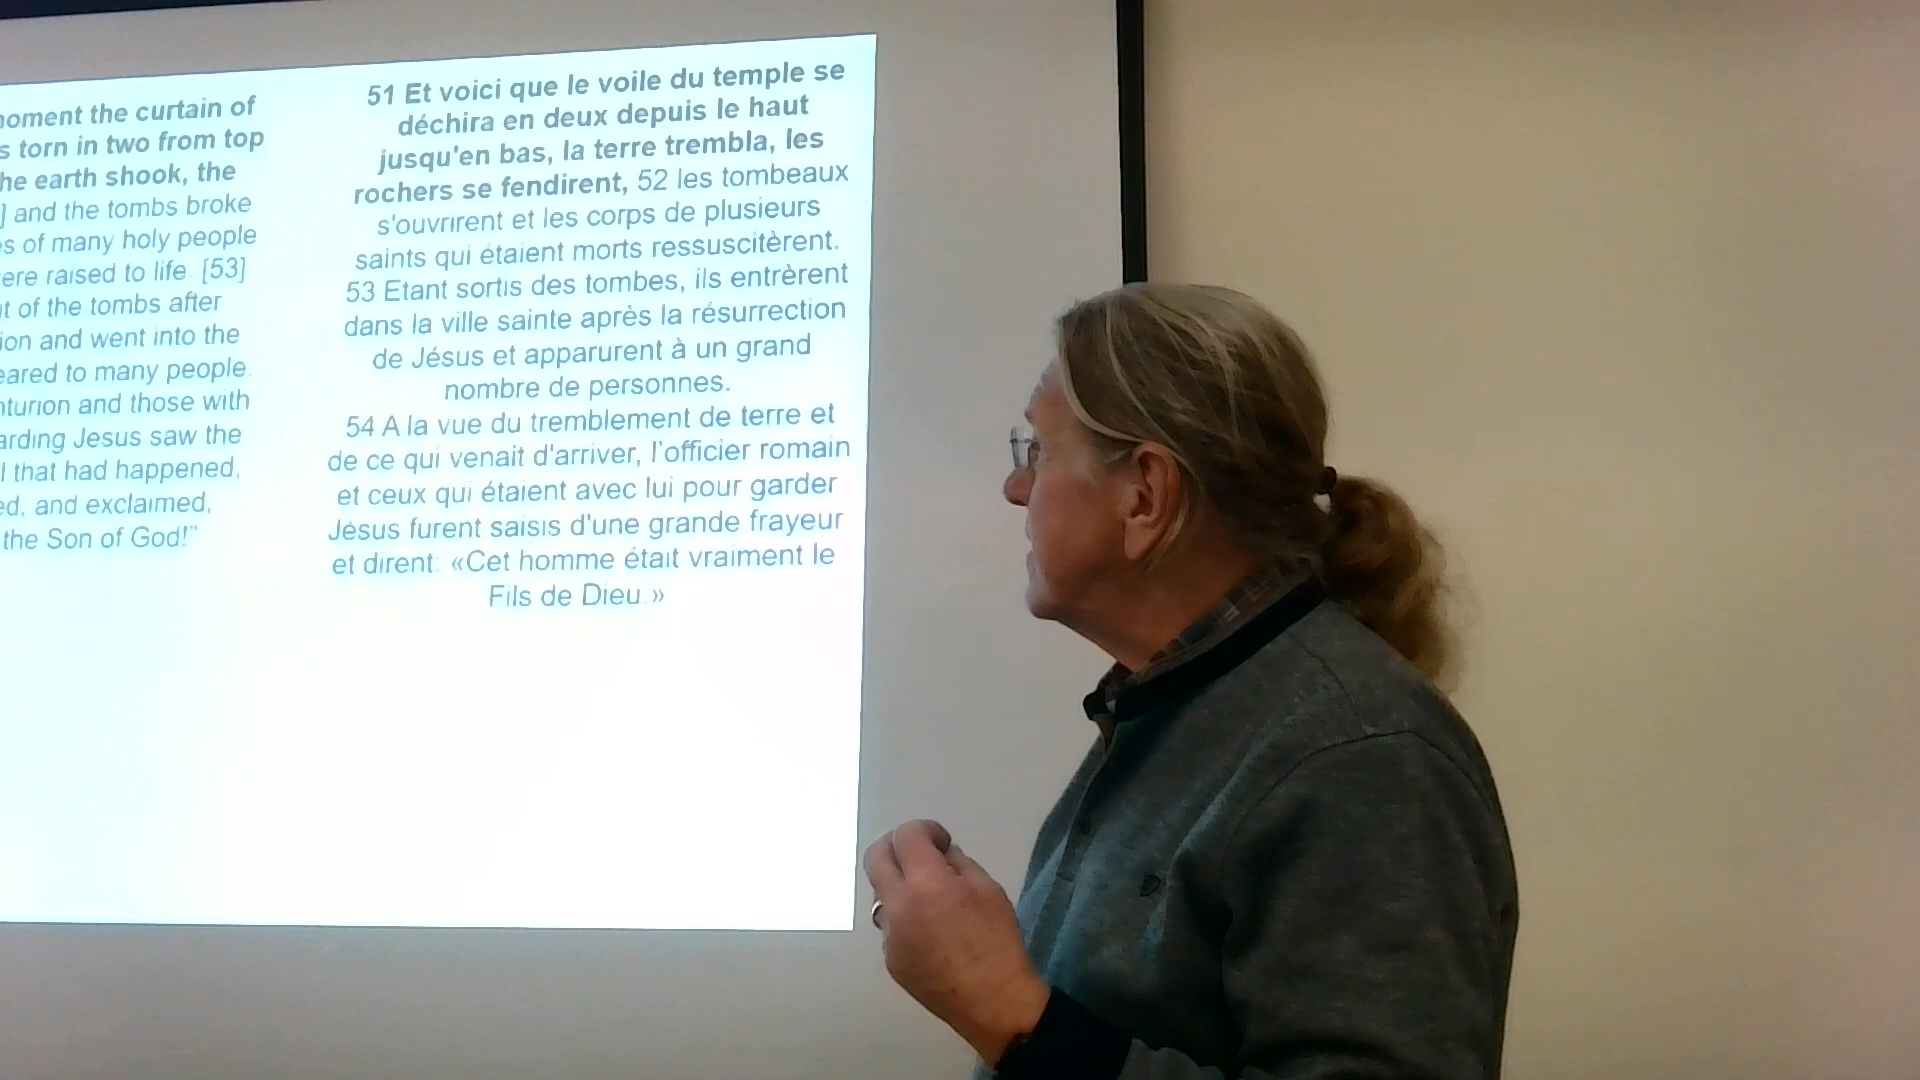 moment the curtain of
s torn in two from top
he earth shook, the
] and the tombs broke
s of many holy people
ere raised to life. [53]
t of the tombs after
ion and went into the
eared to many people.
nturion and those with
arding Jesus saw the
l that had happened,
ed, and exclaimed,
the Son of God!"
51 Et voici que le voile du temple se
déchira en deux depuis le haut
jusqu'en bas, la terre trembla, les
rochers se fendirent, 52 les tombeaux
s'ouvrirent et les corps de plusieurs
saints qui étaient morts ressuscitèrent.
53 Etant sortis des tombes, ils entrèrent
dans la ville sainte après la résurrection
de Jésus et apparurent à un grand
nombre de personnes.
54 A la vue du tremblement de terre et
de ce qui venait d'arriver, l'officier romain
et ceux qui étaient avec lui pour garder
Jésus furent saisis d'une grande frayeur
et dirent: «Cet homme était vraiment le
Fils de Dieu.»